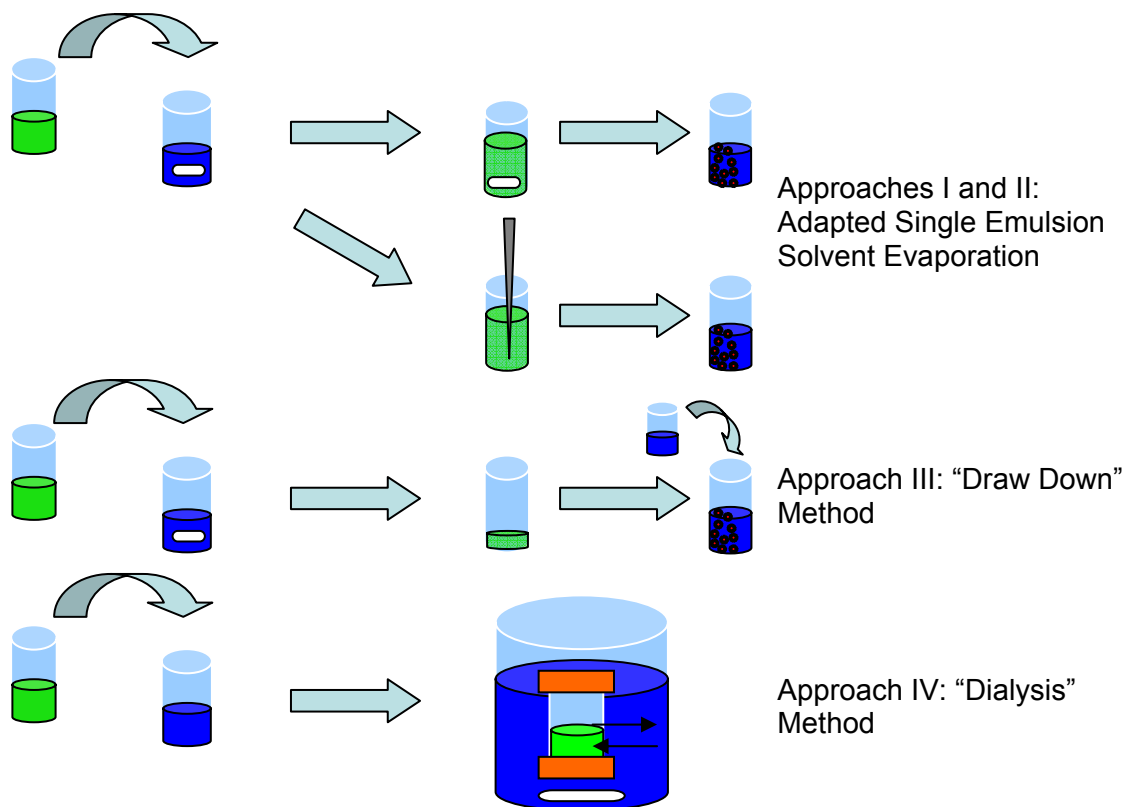 Approaches I and II:
Adapted Single Emulsion
Solvent Evaporation
Approach III: “Draw Down”
Method
Approach IV: “Dialysis”
Method